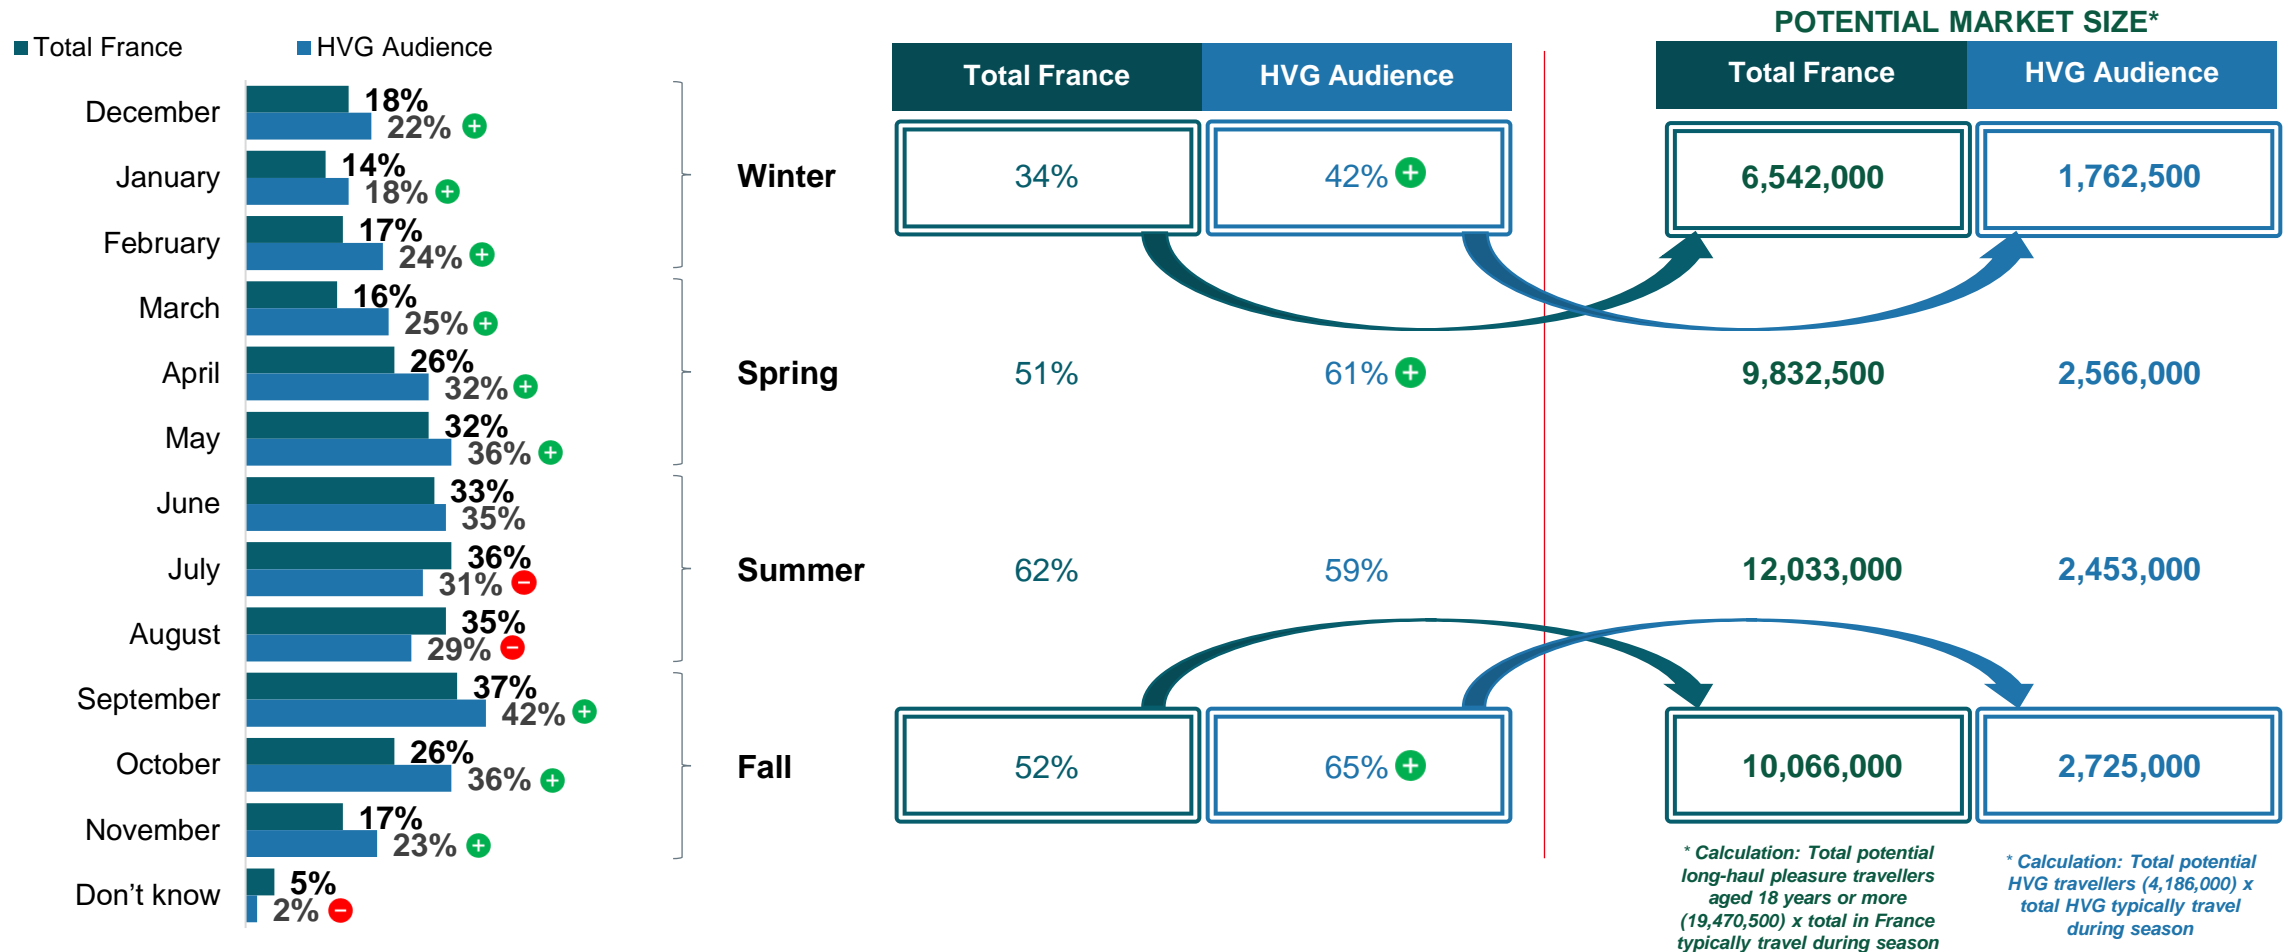 POTENTIAL MARKET SIZE*
Total France
HVG Audience
Total France
HVG Audience
Total France
HVG Audience
December
18%
22%
January
14%
18%
February
17%
24%
Winter
34%
42%
6,542,000
1,762,500
March
16%
25%
April
26%
32%
May
32%
36%
Spring
51%
61%
9,832,500
2,566,000
June
33%
35%
July
36%
31%
August
35%
29%
Summer
62%
59%
12,033,000
2,453,000
September
37%
42%
October
26%
36%
November
17%
23%
Fall
52%
65%
10,066,000
2,725,000
Don't know
5%
2%
* Calculation: Total potential
long-haul pleasure travellers
aged 18 years or more
(19,470,500) x total in France
typically travel during season
* Calculation: Total potential
HVG travellers (4,186,000) x
total HVG typically travel
during season